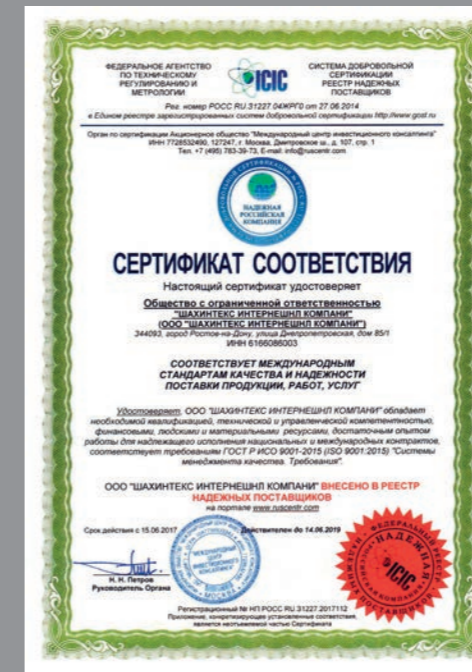 ФЕДЕРАЛЬНОЕ АГЕНТСТВО
ПО ТЕХНИЧЕСКОМУ
РЕГУЛИРОВАНИЮ И
МЕТРОЛОГИИ
ICIC
СИСТЕМА ДОБРОВОЛЬНОЙ
СЕРТИФИКАЦИИ
РЕЕСТР НАДЕЖНЫХ
ПОСТАВЩИКОВ
Рег. номер РОСС RU.31227.04ЖРГ0 от 27.06.2014
в Едином реестре зарегистрированных систем добровольной сертификации http://www.gost.ru
Орган по сертификации Акционерное общество "Международный центр инвестиционного консалтинга"
ИНН 7726532490, 127247, г. Москва, Дмитровское ш., д. 107, стр. 1
Тел. +7 (495) 783-39-73, E-mail: info@ruscentr.com
НАДЕЖНАЯ
РОССИЙСКАЯ
КОМПАНИЯ
СЕРТИФИКАТ СООТВЕТСТВИЯ
Настоящий сертификат удостоверяет
Общество с ограниченной ответственностью
"ШАХИНТЕКС ИНТЕРНЕШНЛ КОМПАНИ"
(ООО "ШАХИНТЕКС ИНТЕРНЕШНЛ КОМПАНИ")
344093, город Ростов-на-Дону, улица Днепропетровская, дом 85/1
ИНН 6166086003
СООТВЕТСТВУЕТ МЕЖДУНАРОДНЫМ
СТАНДАРТАМ КАЧЕСТВА И НАДЕЖНОСТИ
ПОСТАВКИ ПРОДУКЦИИ, РАБОТ, УСЛУГ
Удостоверяет, ООО "ШАХИНТЕКС ИНТЕРНЕШНЛ КОМПАНИ" обладает
необходимой квалификацией, технической и управленческой компетентностью,
финансовыми, людскими и материальными ресурсами, достаточным опытом
работы для надлежащего исполнения национальных и международных контрактов,
соответствует требованиям ГОСТ Р ИСО 9001-2015 (ISO 9001:2015) "Системы
менеджмента качества. Требования".
ООО "ШАХИНТЕКС ИНТЕРНЕШНЛ КОМПАНИ" ВНЕСЕНО В РЕЕСТР
НАДЕЖНЫХ ПОСТАВЩИКОВ
на портале www.ruscentr.com
Срок действия с 15.06.2017
Действителен до 14.06.2019
МЕЖДУНАРОДНЫЙ
ЦЕНТР
ИНВЕСТИЦИОННОГО
КОНСАЛТИНГА
МОСКВА
ФЕДЕРАЛЬНЫЙ РЕЕСТР
НАДЕЖНАЯ
ICIC
Н. Н. Петров
Руководитель Органа
Регистрационный № НП РОСС RU.31227.2017112
Приложение, конкретизирующее установленные соответствия,
является неотъемлемой частью Сертификата